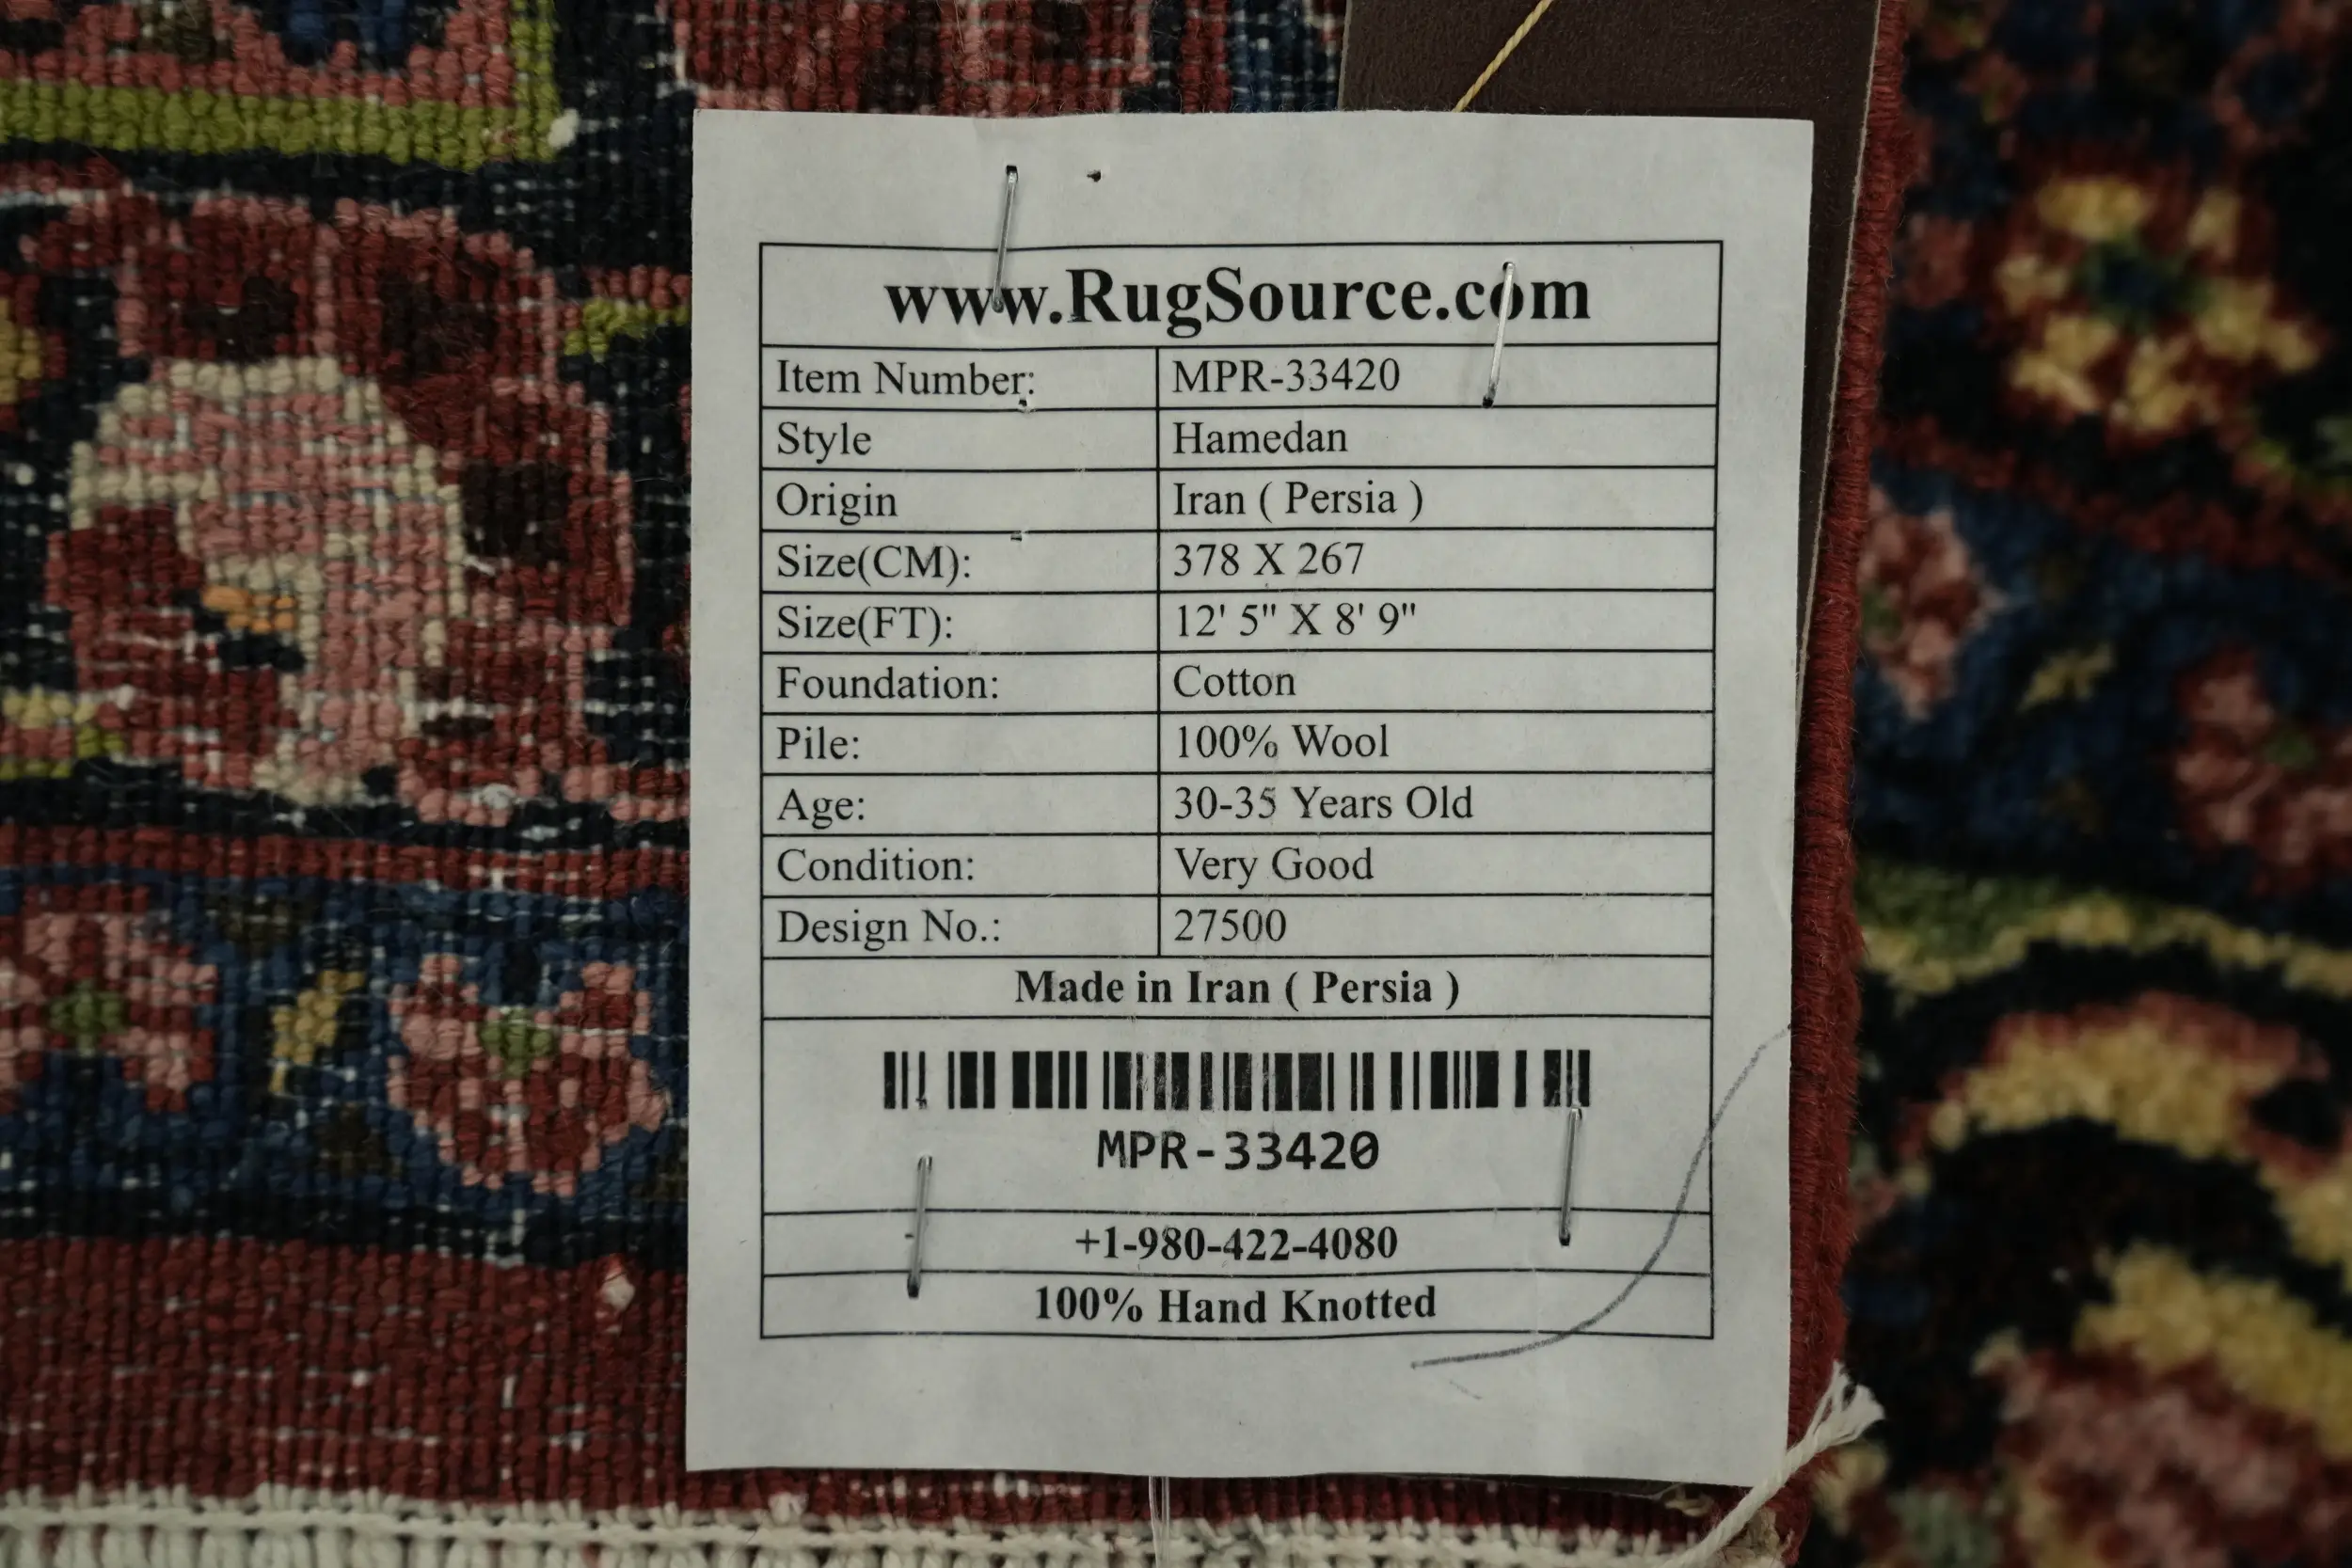 www.RugSource.com
Item Number: MPR-33420
Style Hamedan
Origin Iran ( Persia )
Size(CM): 378 X 267
Size(FT): 12' 5" X 8' 9"
Foundation: Cotton
Pile: 100% Wool
Age: 30-35 Years Old
Condition: Very Good
Design No.: 27500
Made in Iran ( Persia )
MPR-33420
+1-980-422-4080
100% Hand Knotted